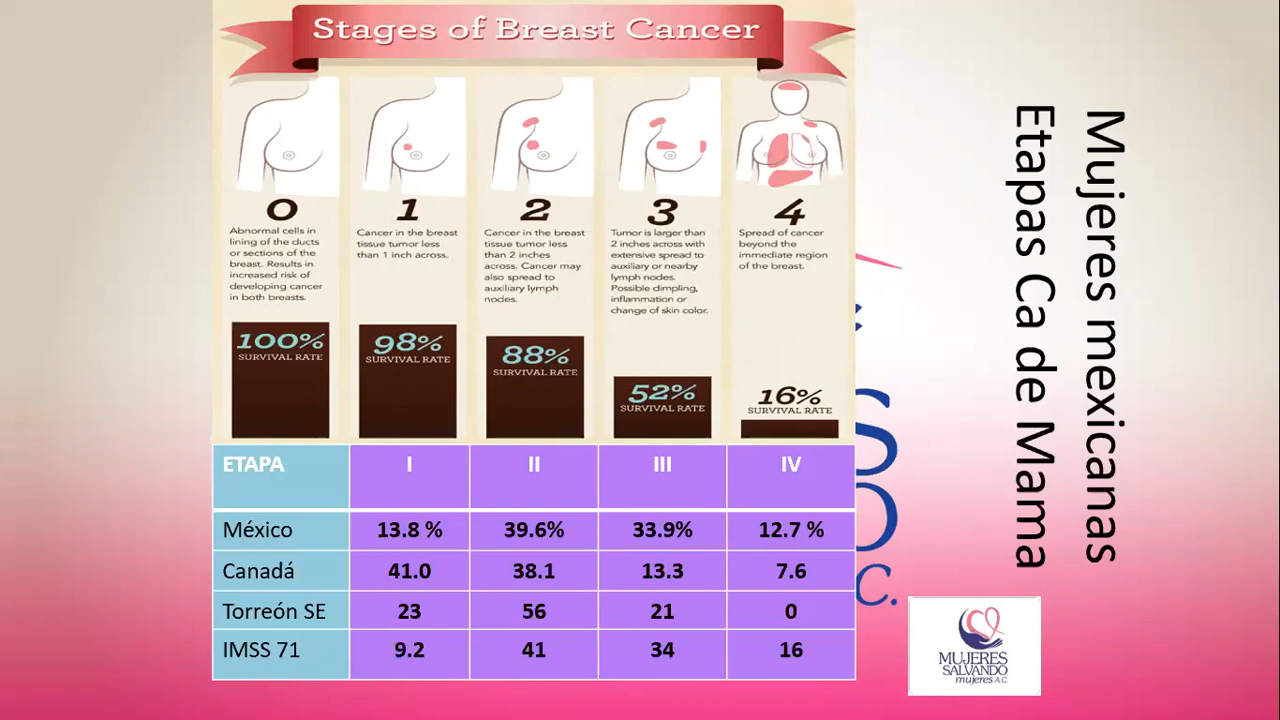 Stages of Breast Cancer
0
Abnormal cells in
lining of the ducts
or sections of the
breast. Results in
increased risk of
developing cancer
in both breasts.
100%
SURVIVAL RATE
1
Cancer in the breast
tissue tumor less
than 1 inch across.
98%
SURVIVAL RATE
2
Cancer in the breast
tissue tumor less
than 2 inches
across. Cancer may
also spread to
auxiliary lymph
nodes.
88%
SURVIVAL RATE
3
Tumor is larger than
2 inches across with
extensive spread to
auxiliary or nearby
lymph nodes.
Possible dimpling,
inflammation or
change of skin color.
52%
SURVIVAL RATE
4
Spread of cancer
beyond the
immediate region
of the breast.
16%
SURVIVAL RATE
ETAPA I II III IV
México 13.8 % 39.6% 33.9% 12.7 %
Canadá 41.0 38.1 13.3 7.6
Torreón SE 23 56 21 0
IMSS 71 9.2 41 34 16
Mujeres mexicanas
Etapas Ca de Mama
S
O
C.
MUJERES
SALVANDO
mujeres A.C.